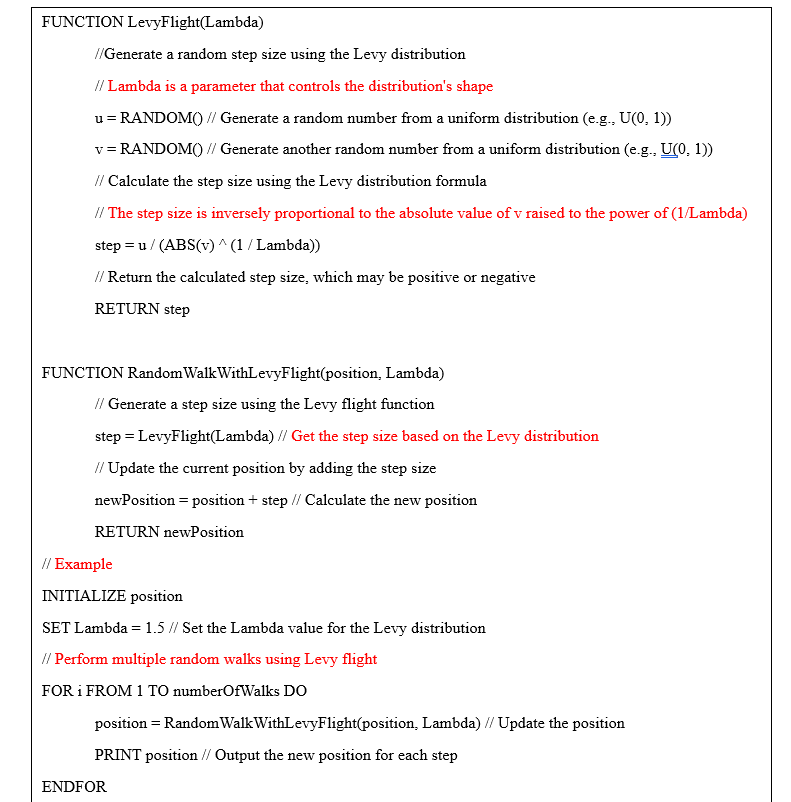 FUNCTION LevyFlight(Lambda)
//Generate a random step size using the Levy distribution
// Lambda is a parameter that controls the distribution's shape
u = RANDOM() // Generate a random number from a uniform distribution (e.g., U(0, 1))
v = RANDOM() // Generate another random number from a uniform distribution (e.g., U(0, 1))
// Calculate the step size using the Levy distribution formula
// The step size is inversely proportional to the absolute value of v raised to the power of (1/Lambda)
step = u / (ABS(v) ^ (1 / Lambda))
// Return the calculated step size, which may be positive or negative
RETURN step
FUNCTION RandomWalkWithLevyFlight(position, Lambda)
// Generate a step size using the Levy flight function
step = LevyFlight(Lambda) // Get the step size based on the Levy distribution
// Update the current position by adding the step size
newPosition = position + step // Calculate the new position
RETURN newPosition
// Example
INITIALIZE position
SET Lambda = 1.5 // Set the Lambda value for the Levy distribution
// Perform multiple random walks using Levy flight
FOR i FROM 1 TO numberOfWalks DO
position = RandomWalkWithLevyFlight(position, Lambda) // Update the position
PRINT position // Output the new position for each step
ENDFOR